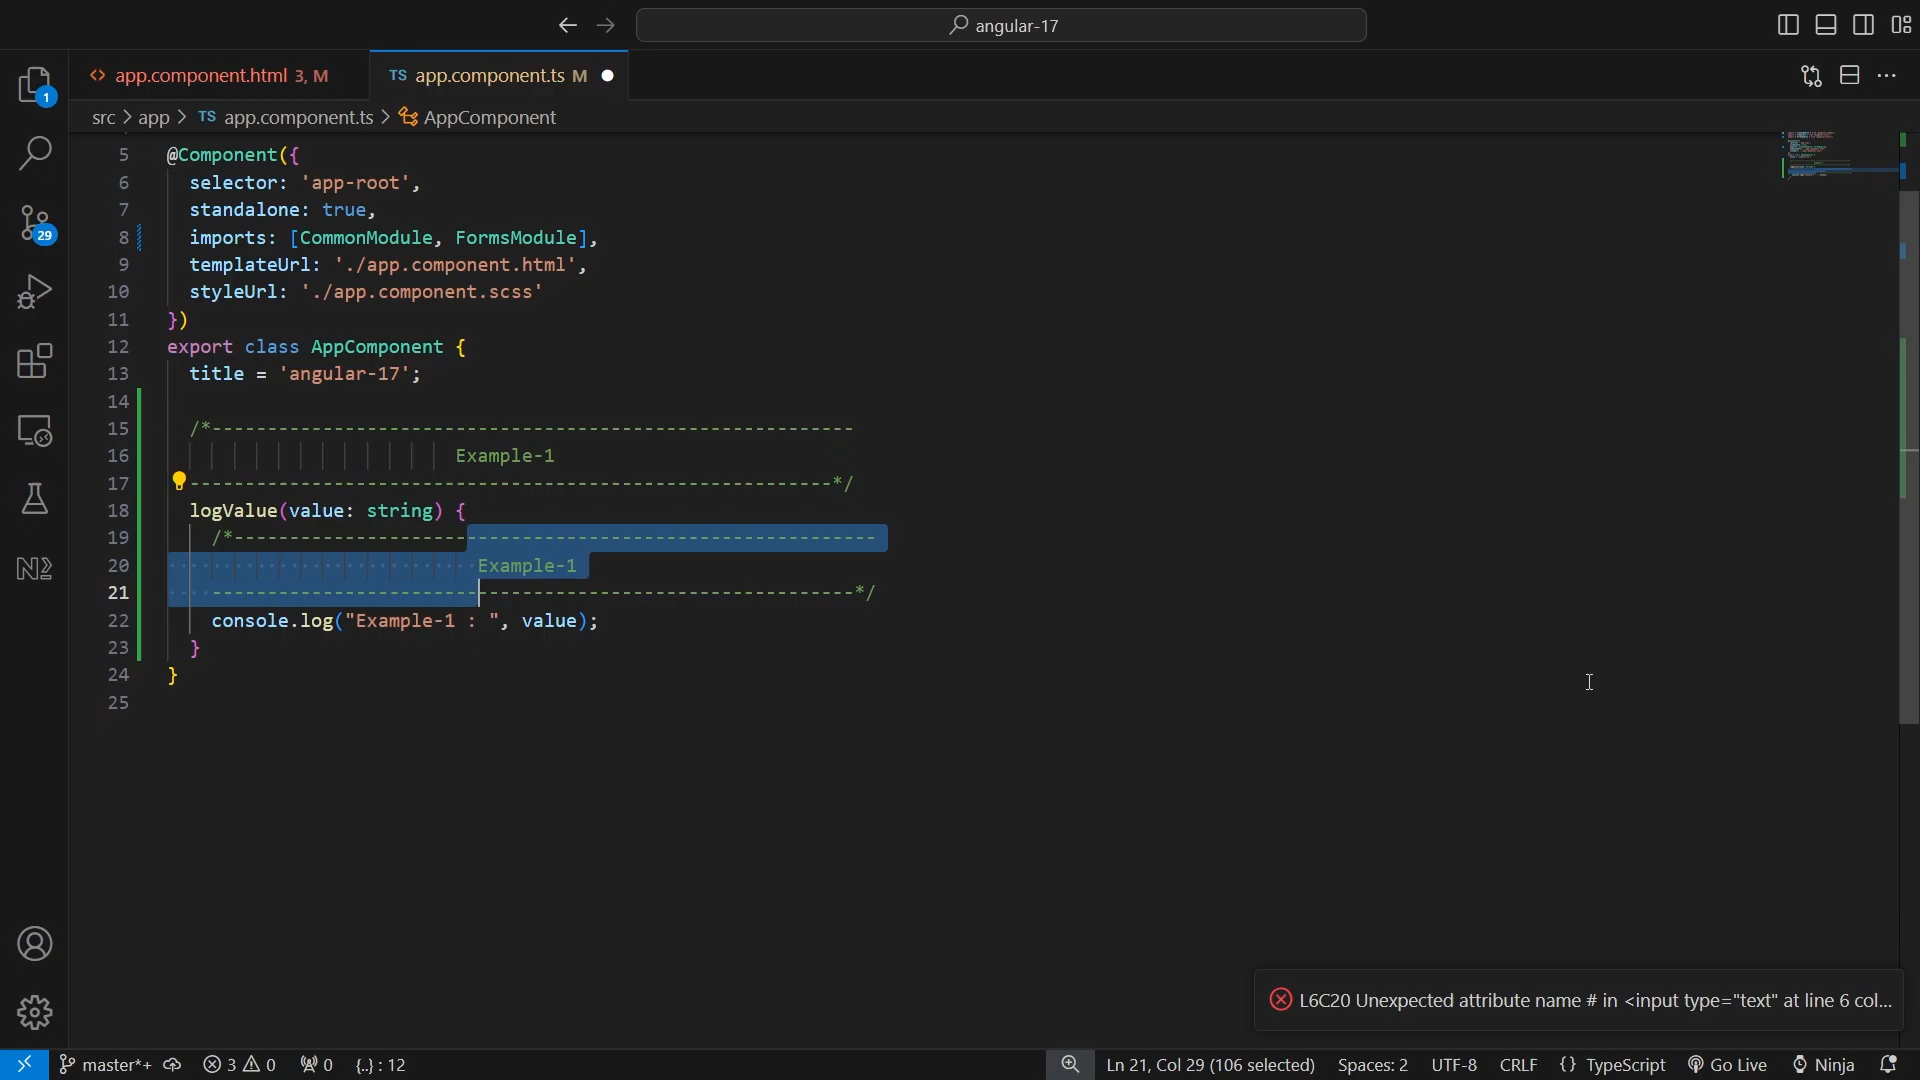 angular-17
app.component.html 3, M
TS app.component.ts M
src > app > TS app.component.ts > AppComponent
1
29
5 @Component({
6 selector: 'app-root',
7 standalone: true,
8 imports: [CommonModule, FormsModule],
9 templateUrl: './app.component.html',
10 styleUrl: './app.component.scss'
11 })
12 export class AppComponent {
13 title = 'angular-17';
14
15 /*----------------------------------------------------------
16 Example-1
17 ----------------------------------------------------------*/
18 logValue(value: string) {
19 /*----------------------------------------------------------
20 Example-1
21 ----------------------------------------------------------*/
22 console.log("Example-1 : ", value);
23 }
24 }
25
L6C20 Unexpected attribute name # in <input type="text" at line 6 col...
master*+ 3 0 0 {..} : 12 Ln 21, Col 29 (106 selected) Spaces: 2 UTF-8 CRLF {} TypeScript Go Live Ninja